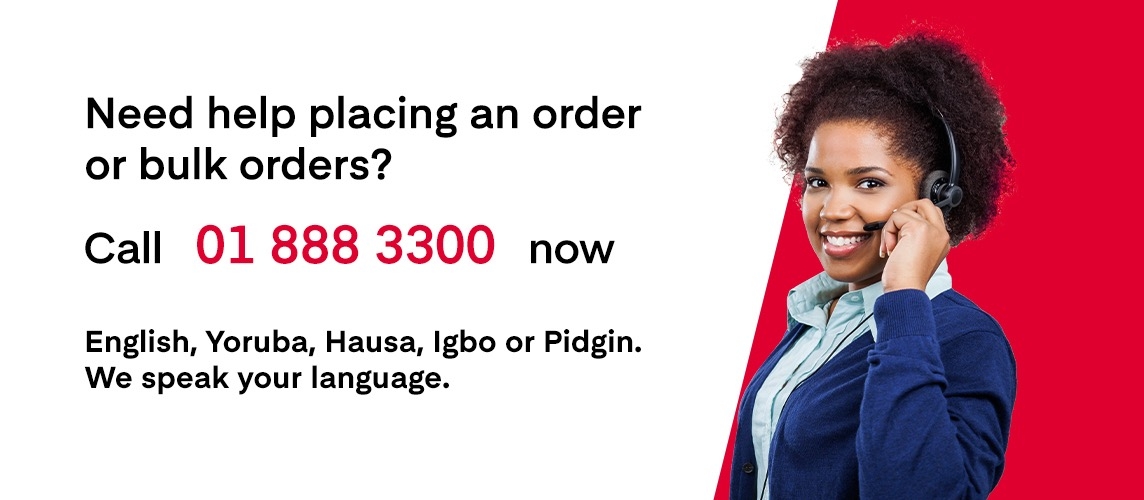 Need help placing an order
or bulk orders?
Call 01 888 3300 now
English, Yoruba, Hausa, Igbo or Pidgin.
We speak your language.